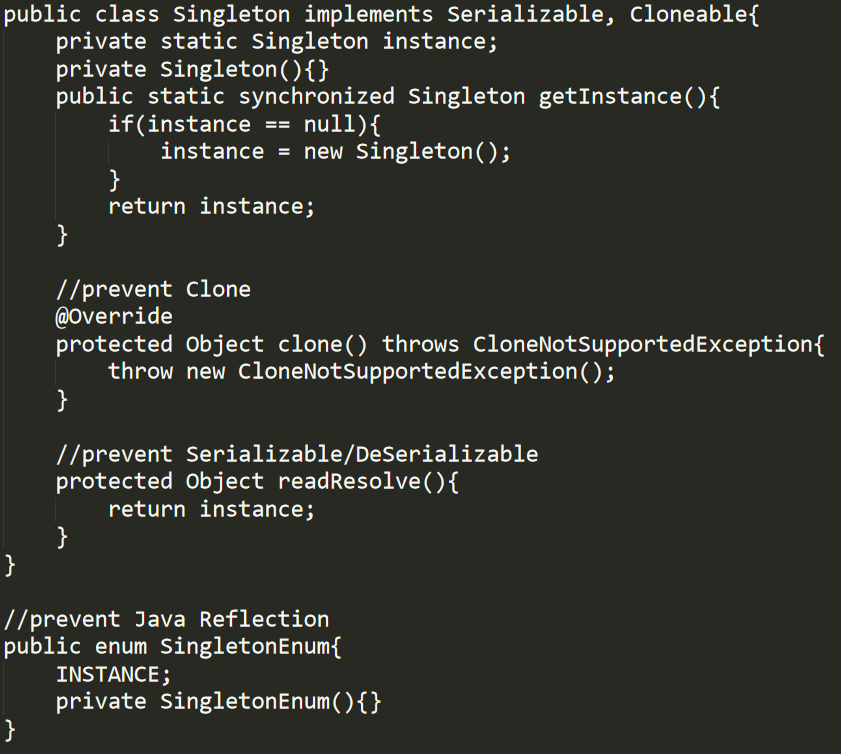 public class Singleton implements Serializable, Cloneable{
    private static Singleton instance;
    private Singleton(){}
    public static synchronized Singleton getInstance(){
        if(instance == null){
            instance = new Singleton();
        }
        return instance;
    }

    //prevent Clone
    @Override
    protected Object clone() throws CloneNotSupportedException{
        throw new CloneNotSupportedException();
    }

    //prevent Serializable/DeSerializable
    protected Object readResolve(){
        return instance;
    }
}

//prevent Java Reflection
public enum SingletonEnum{
    INSTANCE;
    private SingletonEnum(){}
}